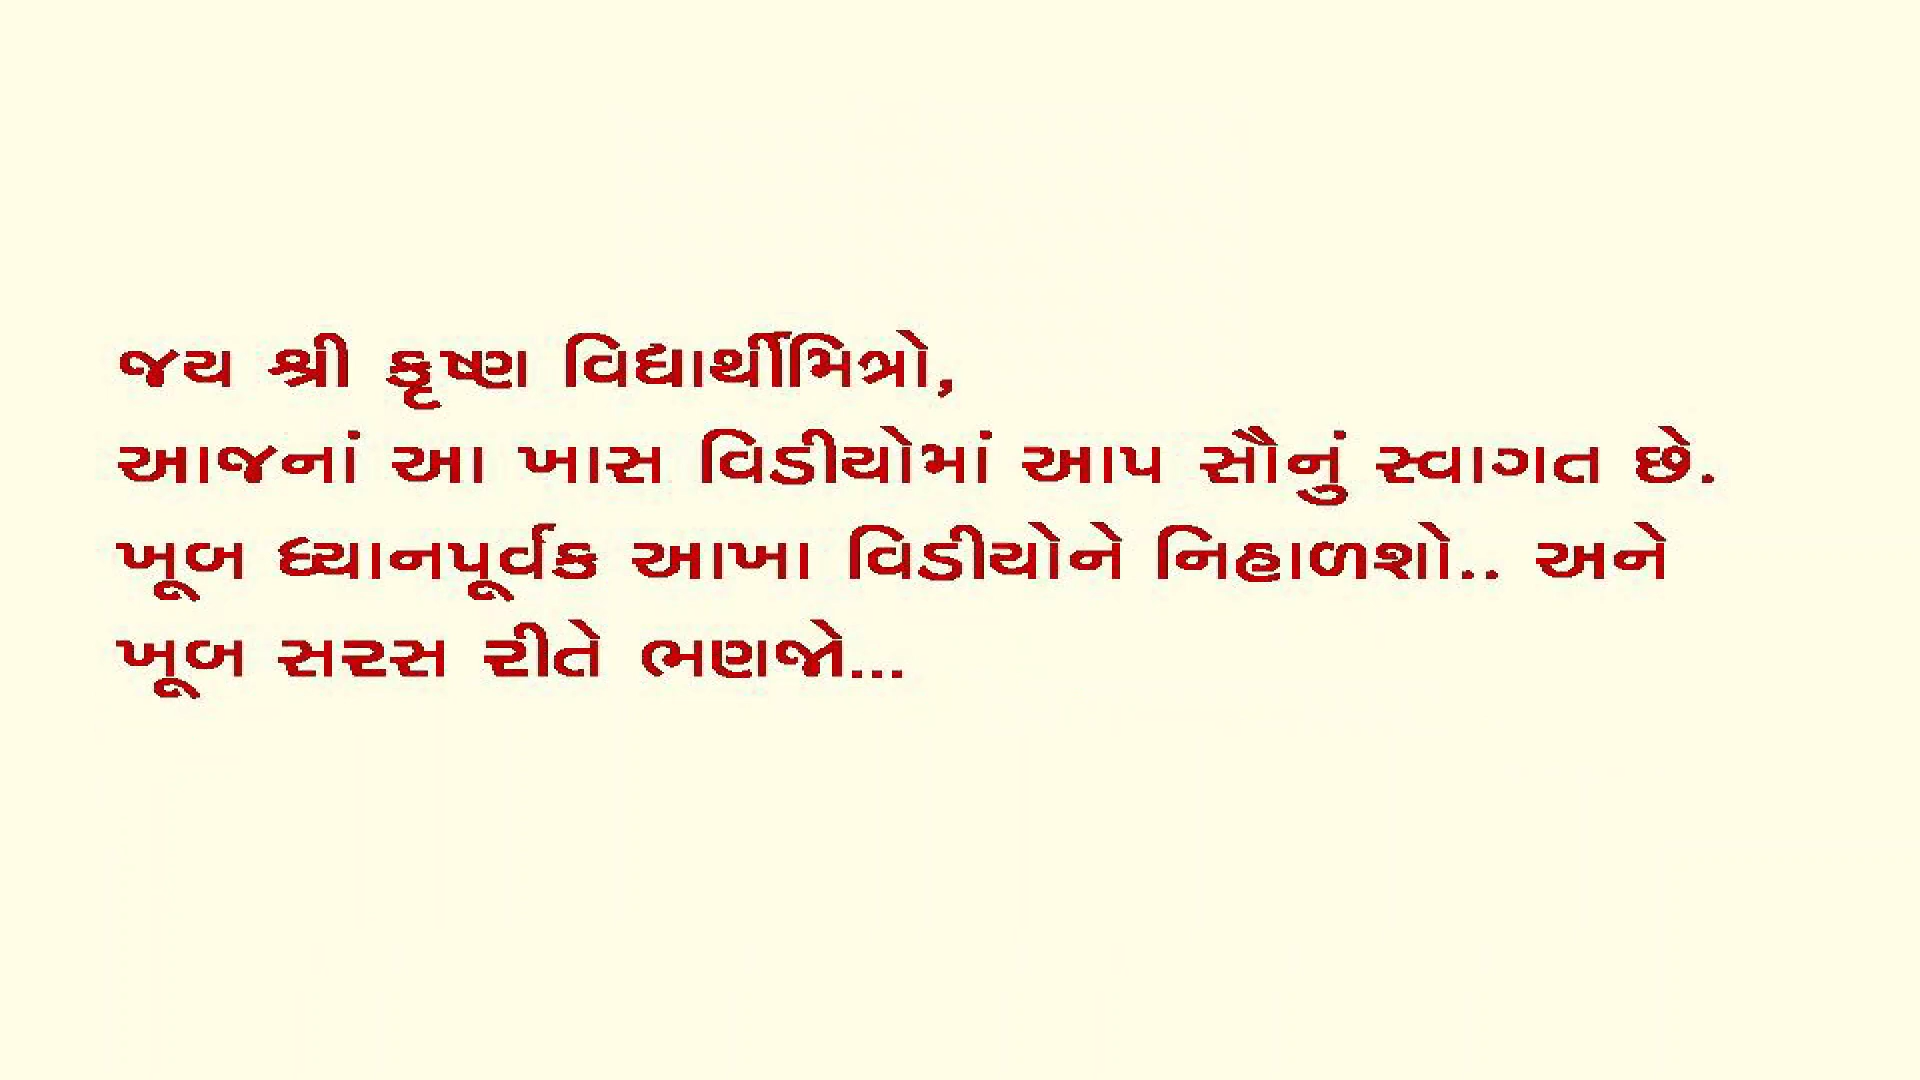 જય શ્રી કૃષ્ણ વિદ્યાર્થીમિત્રો,
આજનાં આ ખાસ વિડીયોમાં આપ સૌનું સ્વાગત છે.
ખૂબ ધ્યાનપૂર્વક આખા વિડીયોને નિહાળશો.. અને
ખૂબ સરસ રીતે ભણજો...